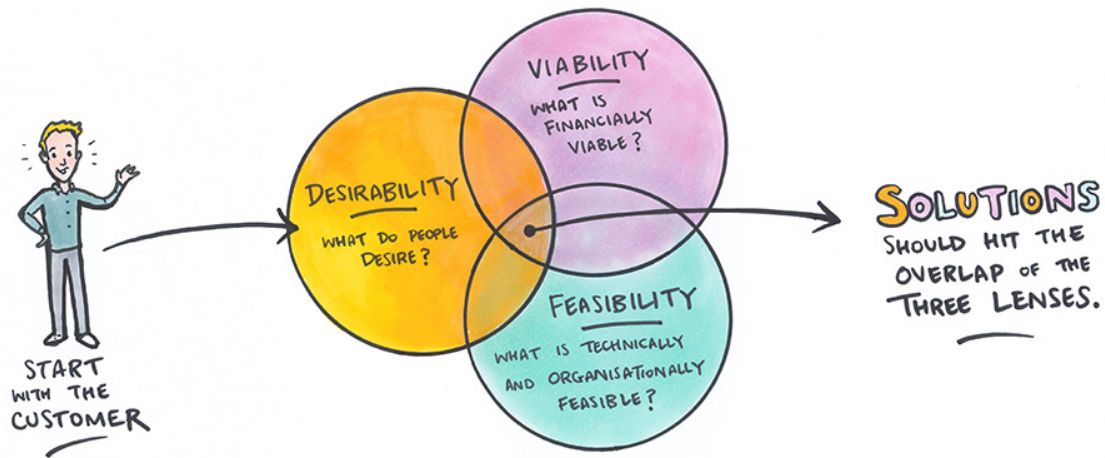 START
WITH THE
CUSTOMER
DESIRABILITY
WHAT DO PEOPLE
DESIRE?
VIABILITY
WHAT IS
FINANCIALLY
VIABLE?
FEASIBILITY
WHAT IS TECHNICALLY
AND ORGANISATIONALLY
FEASIBLE?
SOLUTIONS
SHOULD HIT THE
OVERLAP OF THE
THREE LENSES.